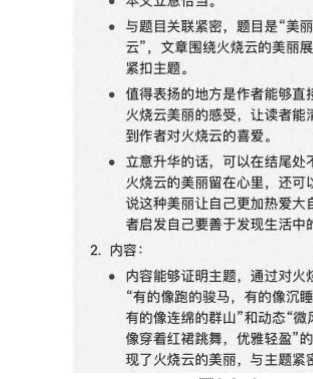 本文立意恰当。
与题目关联紧密，题目是“美丽
云”，文章围绕火烧云的美丽展
紧扣主题。
值得表扬的地方是作者能够直接
火烧云美丽的感受，让读者能清
到作者对火烧云的喜爱。
立意升华的话，可以在结尾处不
火烧云的美丽留在心里，还可以
说这种美丽让自己更加热爱大自
者启发自己要善于发现生活中的
2. 内容：
内容能够证明主题，通过对火烧
“有的像跑的骏马，有的像沉睡
有的像连绵的群山”和动态“微风
像穿着红裙跳舞，优雅轻盈”的
现了火烧云的美丽，与主题紧密